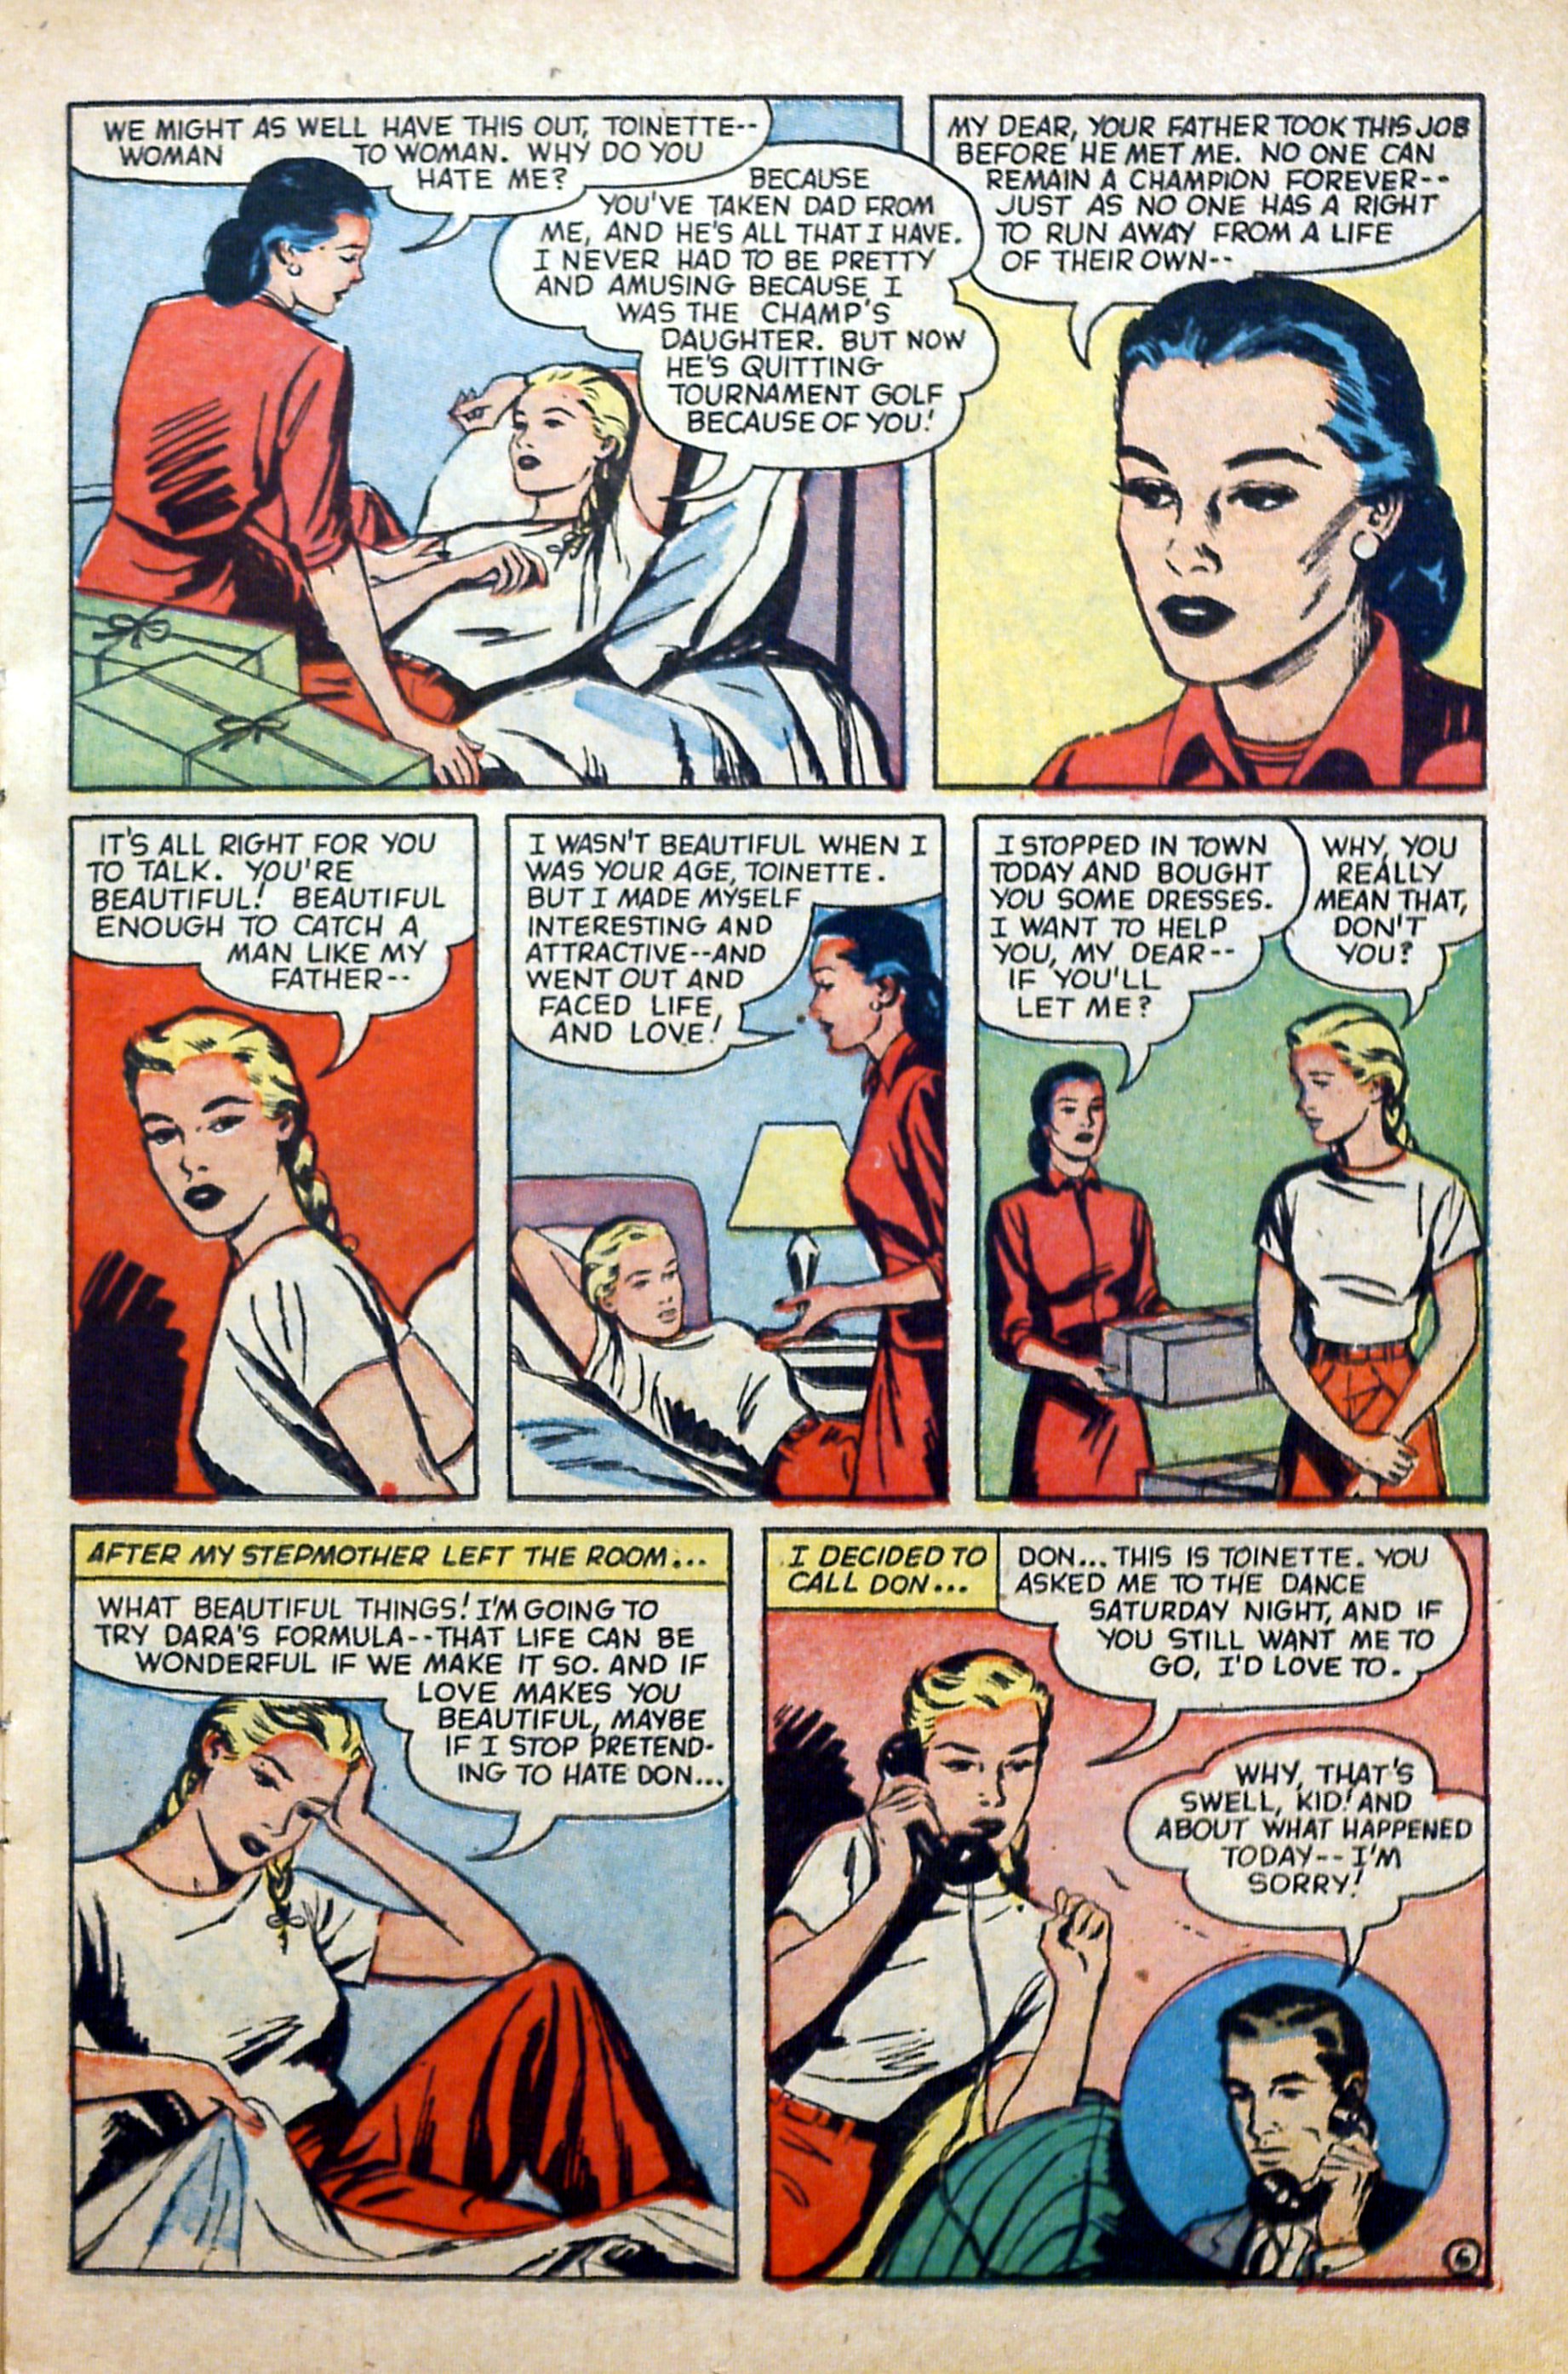 WE MIGHT AS WELL HAVE THIS OUT, TOINETTE--
WOMAN TO WOMAN. WHY DO YOU
HATE ME?
BECAUSE
YOU'VE TAKEN DAD FROM
ME, AND HE'S ALL THAT I HAVE.
I NEVER HAD TO BE PRETTY
AND AMUSING BECAUSE I
WAS THE CHAMP'S
DAUGHTER. BUT NOW
HE'S QUITTING
TOURNAMENT GOLF
BECAUSE OF YOU!
MY DEAR, YOUR FATHER TOOK THIS JOB
BEFORE HE MET ME. NO ONE CAN
REMAIN A CHAMPION FOREVER--
JUST AS NO ONE HAS A RIGHT
TO RUN AWAY FROM A LIFE
OF THEIR OWN--
IT'S ALL RIGHT FOR YOU
TO TALK. YOU'RE
BEAUTIFUL! BEAUTIFUL
ENOUGH TO CATCH A
MAN LIKE MY
FATHER--
I WASN'T BEAUTIFUL WHEN I
WAS YOUR AGE, TOINETTE.
BUT I MADE MYSELF
INTERESTING AND
ATTRACTIVE--AND
WENT OUT AND
FACED LIFE,
AND LOVE!
I STOPPED IN TOWN
TODAY AND BOUGHT
YOU SOME DRESSES.
I WANT TO HELP
YOU, MY DEAR--
IF YOU'LL
LET ME?
WHY, YOU
REALLY
MEAN THAT,
DON'T
YOU?
AFTER MY STEPMOTHER LEFT THE ROOM...
WHAT BEAUTIFUL THINGS! I'M GOING TO
TRY DARA'S FORMULA--THAT LIFE CAN BE
WONDERFUL IF WE MAKE IT SO. AND IF
LOVE MAKES YOU
BEAUTIFUL, MAYBE
IF I STOP PRETEND-
ING TO HATE DON...
I DECIDED TO
CALL DON...
DON... THIS IS TOINETTE. YOU
ASKED ME TO THE DANCE
SATURDAY NIGHT, AND IF
YOU STILL WANT ME TO
GO, I'D LOVE TO.
WHY, THAT'S
SWELL, KID! AND
ABOUT WHAT HAPPENED
TODAY-- I'M
SORRY!
6